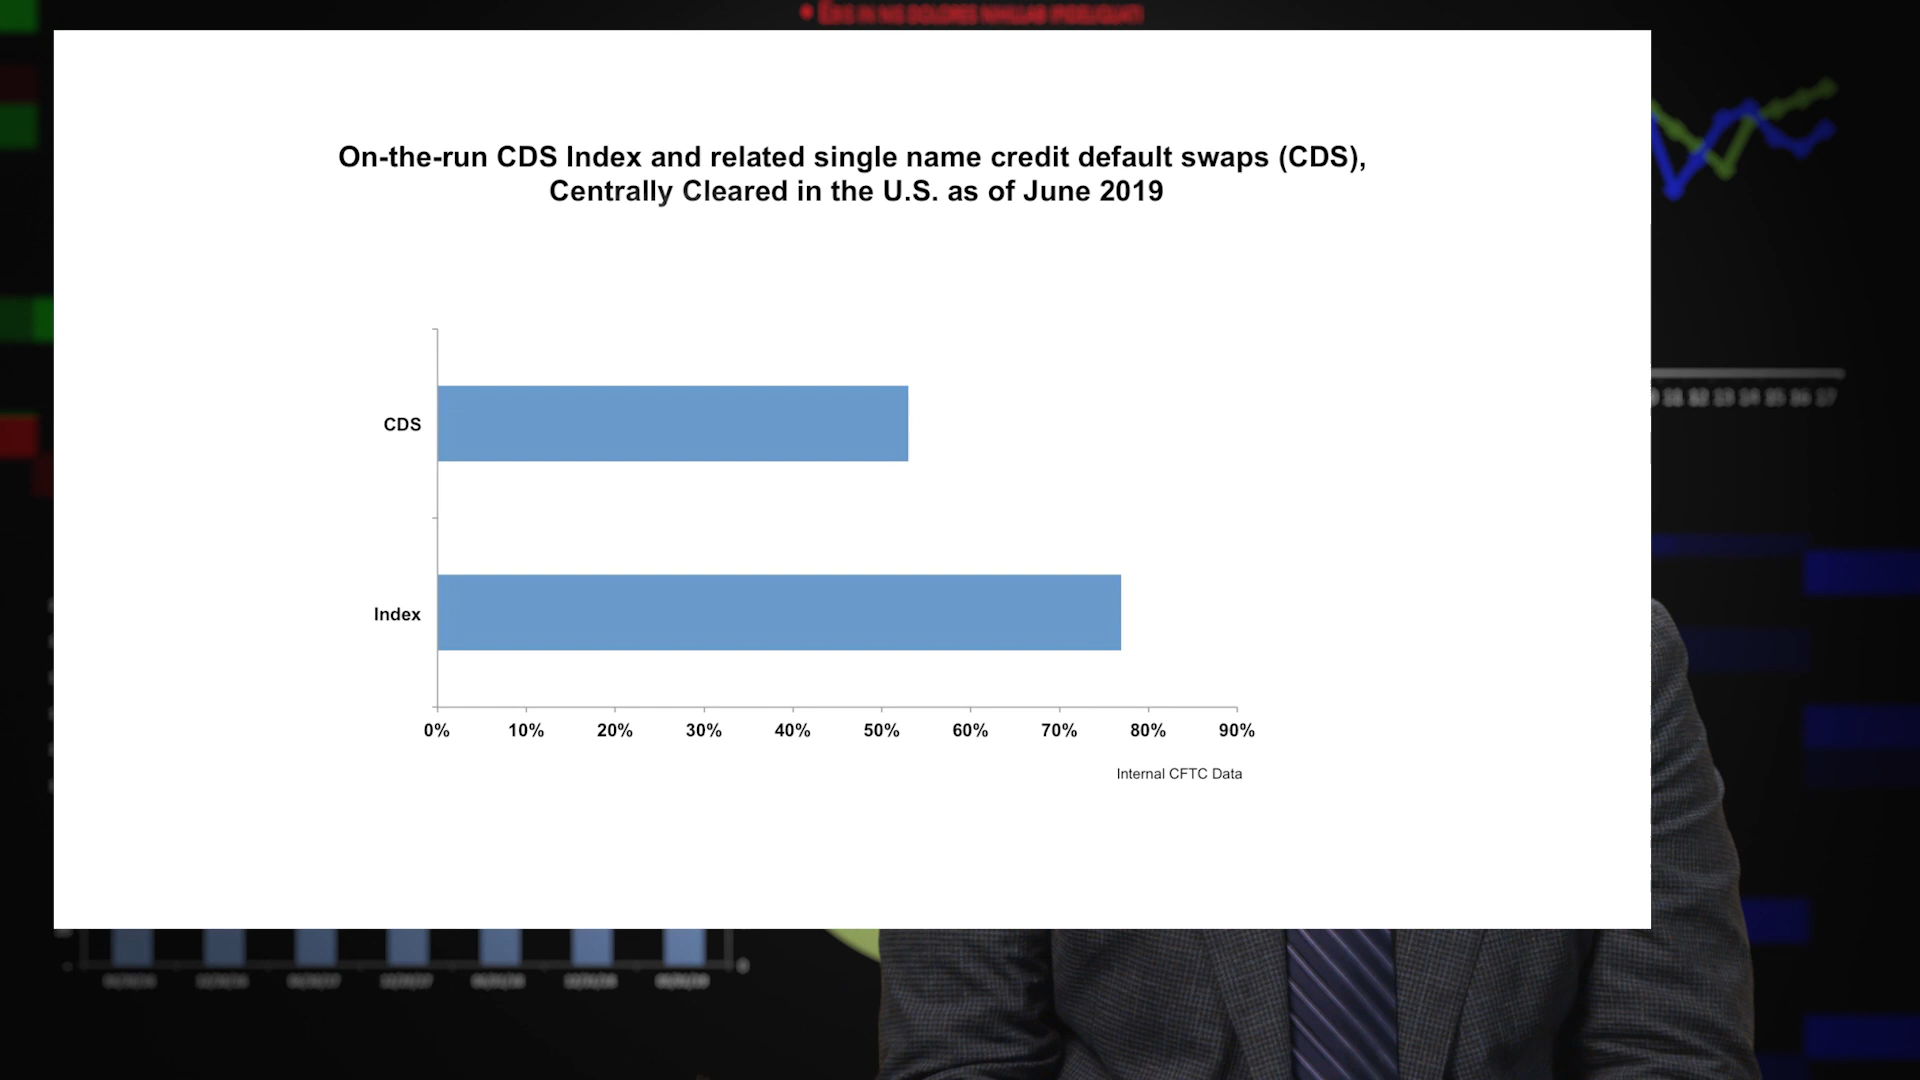 On-the-run CDS Index and related single name credit default swaps (CDS),
Centrally Cleared in the U.S. as of June 2019
CDS
Index
0% 10% 20% 30% 40% 50% 60% 70% 80% 90%
Internal CFTC Data